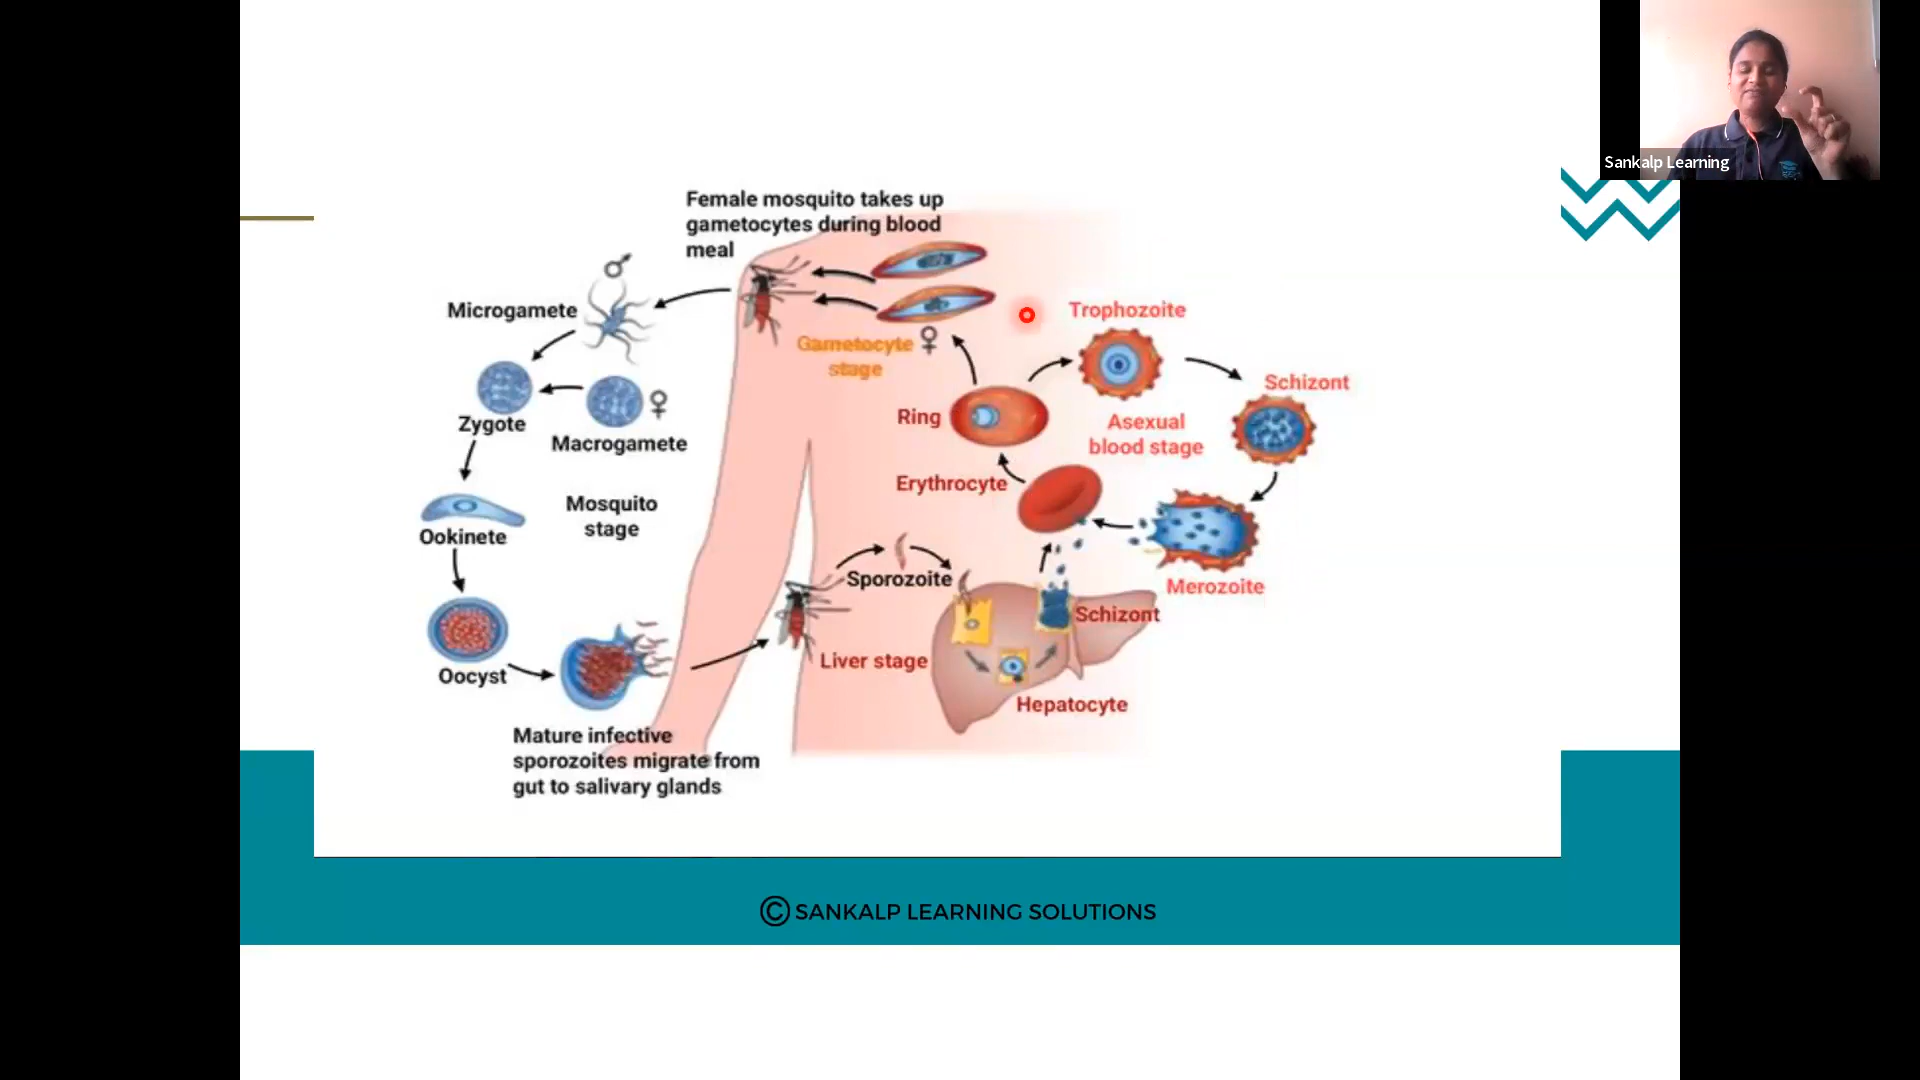 Sankalp Learning
Female mosquito takes up
gametocytes during blood
meal
♂
Microgamete
Trophozoite
Gametocyte ♀
stage
Schizont
♀
Zygote
Macrogamete
Ring
Asexual
blood stage
Erythrocyte
Mosquito
stage
Ookinete
Sporozoite
Merozoite
Schizont
Liver stage
Oocyst
Hepatocyte
Mature infective
sporozoites migrate from
gut to salivary glands
© SANKALP LEARNING SOLUTIONS